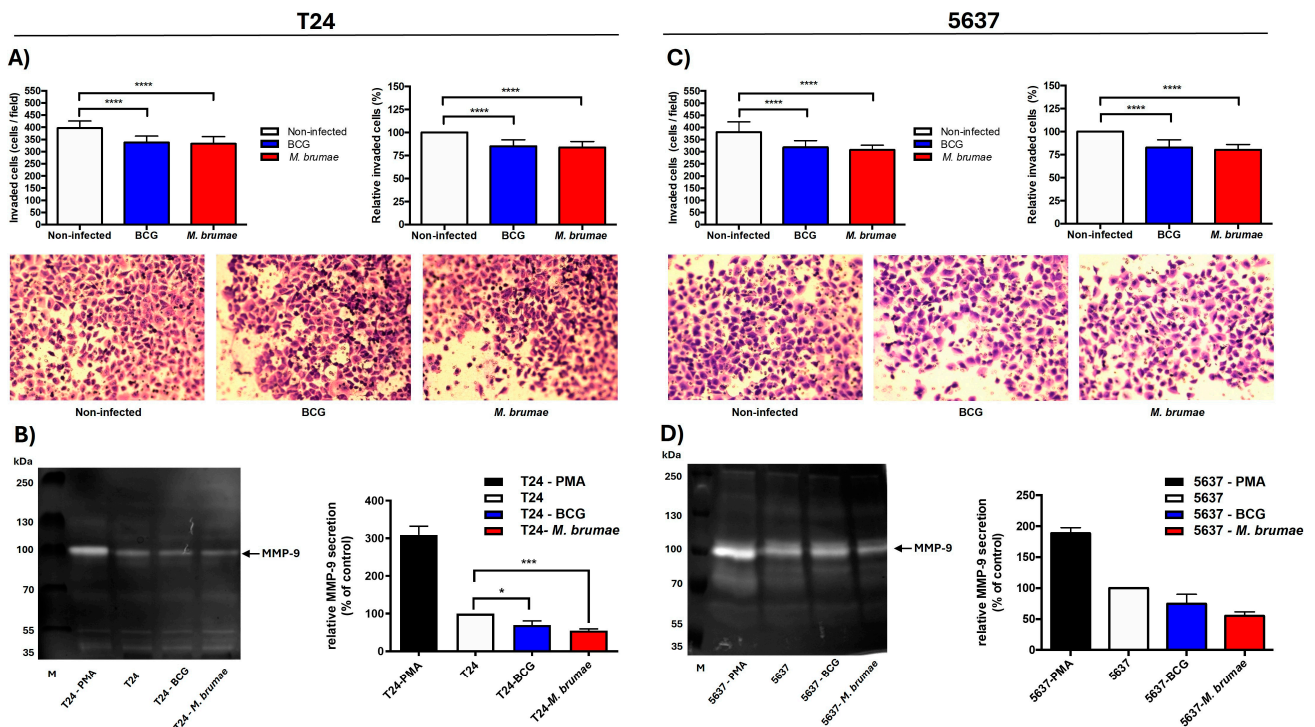 T24
5637
A)
Invaded cells (cells / field)
550
500
450
400
350
300
250
200
150
100
50
0
****
****
Non-infected
BCG
M. brumae
Non-infected
BCG
M. brumae
Relative invaded cells (%)
150
125
100
75
50
25
0
****
****
Non-infected
BCG
M. brumae
Non-infected
BCG
M. brumae
C)
Invaded cells (cells / field)
550
500
450
400
350
300
250
200
150
100
50
0
****
****
Non-infected
BCG
M. brumae
Non-infected
BCG
M. brumae
Relative invaded cells (%)
150
125
100
75
50
25
0
****
****
Non-infected
BCG
M. brumae
Non-infected
BCG
M. brumae
B)
kDa
250
130
100
70
55
35
MMP-9
M
T24 - PMA
T24
T24 - BCG
T24 - M. brumae
relative MMP-9 secretion
(% of control)
400
300
200
100
0
***
*
T24 - PMA
T24
T24 - BCG
T24- M. brumae
T24-PMA
T24
T24-BCG
T24-M. brumae
D)
kDa
250
130
100
70
55
35
MMP-9
M
5637 - PMA
5637
5637 - BCG
5637 - M. brumae
relative MMP-9 secretion
(% of control)
250
200
150
100
50
0
5637 - PMA
5637
5637 - BCG
5637 - M. brumae
5637-PMA
5637
5637-BCG
5637-M. brumae